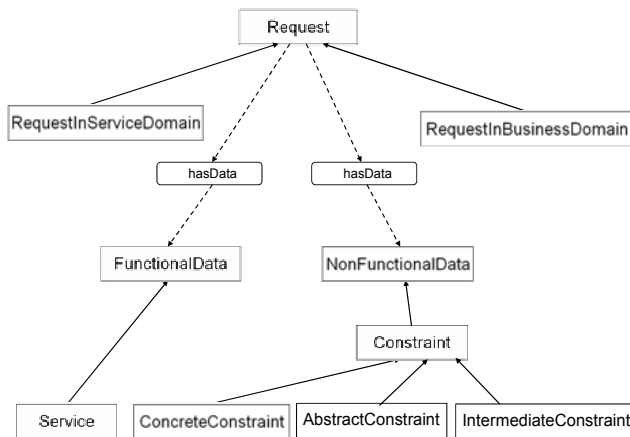 Request
RequestInServiceDomain
RequestInBusinessDomain
hasData
hasData
FunctionalData
NonFunctionalData
Constraint
Service
ConcreteConstraint
AbstractConstraint
IntermediateConstraint